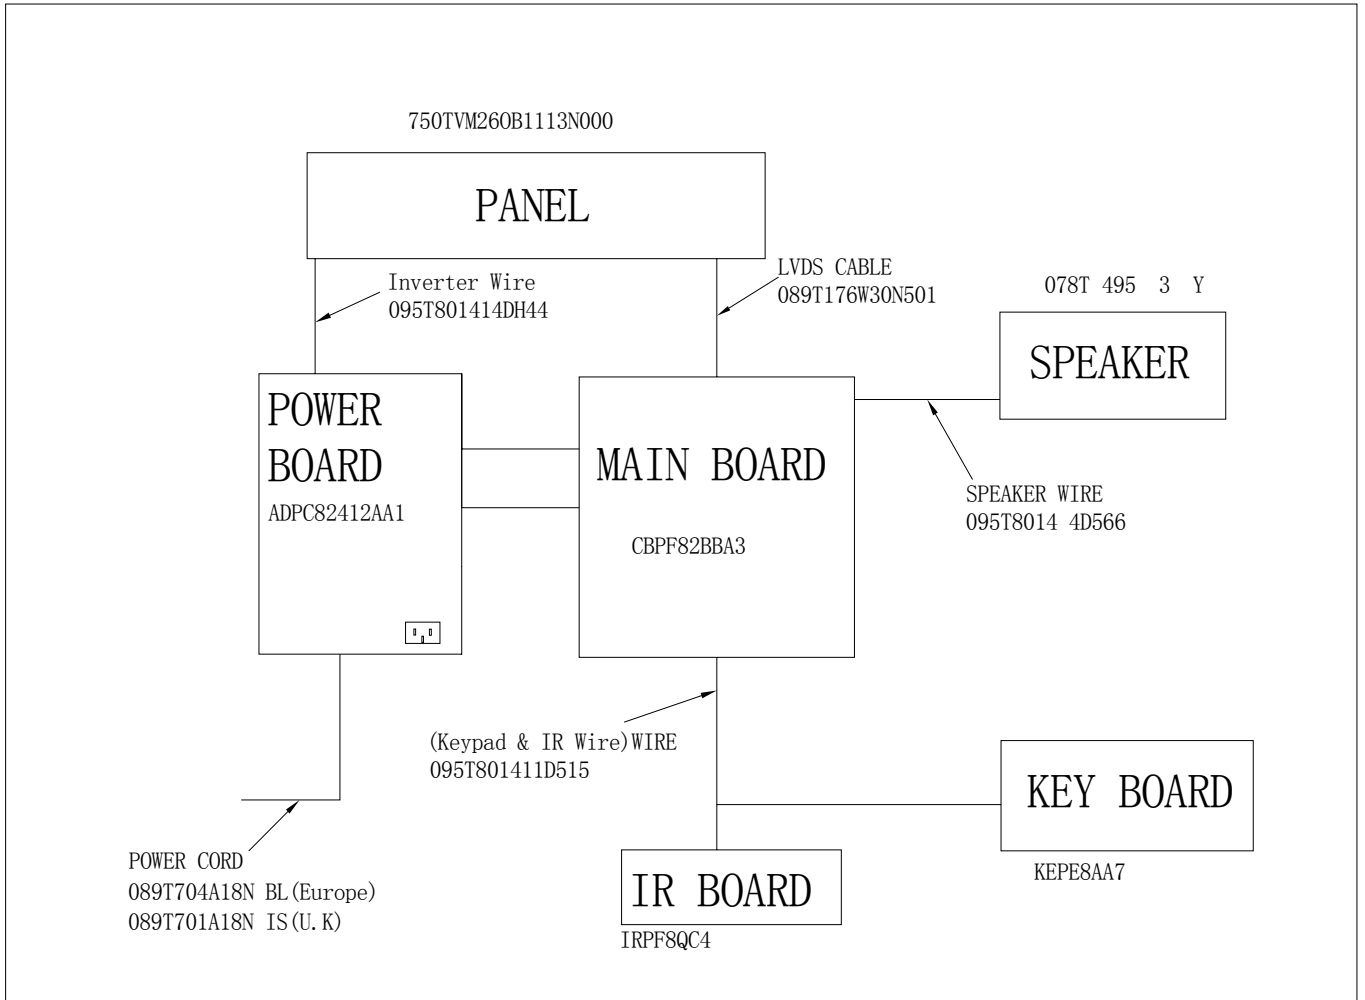 750TVM260B1113N000
PANEL
Inverter Wire
095T801414DH44
LVDS CABLE
089T176W30N501
078T 495  3  Y
SPEAKER
POWER
BOARD
ADPC82412AA1
MAIN BOARD
CBPF82BBA3
SPEAKER WIRE
095T8014 4D566
(Keypad & IR Wire)WIRE
095T801411D515
KEY BOARD
KEPE8AA7
POWER CORD
089T704A18N BL(Europe)
089T701A18N IS(U.K)
IR BOARD
IRPF8QC4